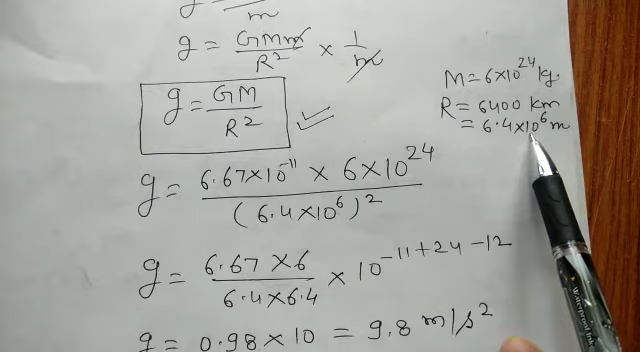 m
g = GMm/R² × 1/m
g = GM/R²
M = 6×10²⁴ kg.
R = 6400 km
= 6.4×10⁶ m
g = 6.67×10⁻¹¹ × 6×10²⁴ / (6.4×10⁶)²
g = 6.67 × 6 / 6.4×6.4 × 10⁻¹¹⁺²⁴⁻¹²
g = 0.98×10 = 9.8 m/s²
Waterproof Ink